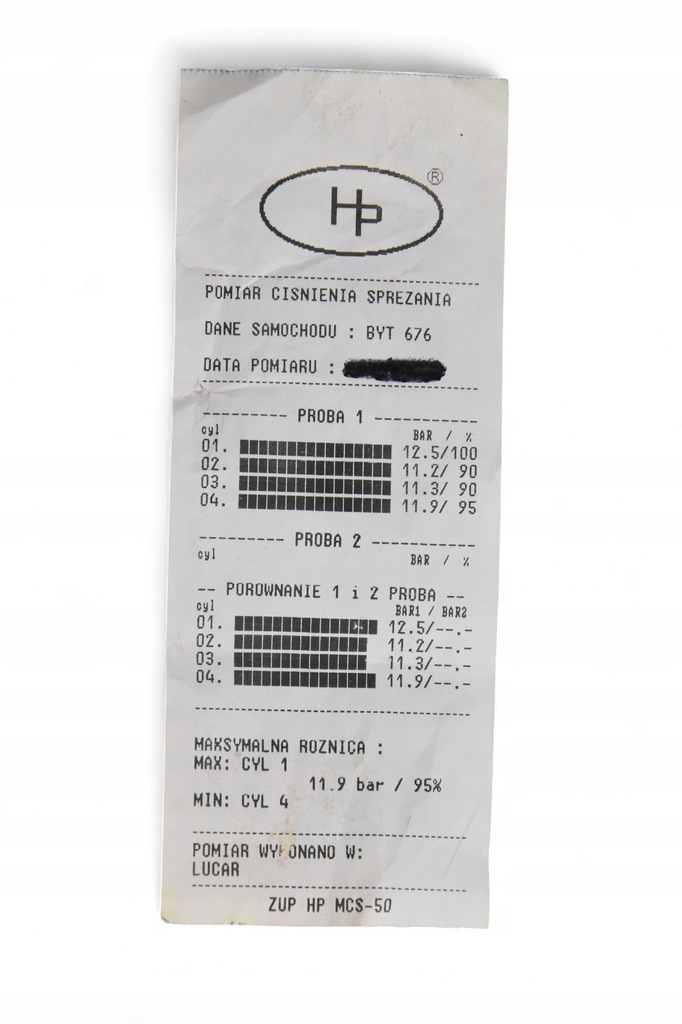 HP ®
POMIAR CISNIENIA SPREZANIA
DANE SAMOCHODU : BYT 676
DATA POMIARU :
---------- PROBA 1 ------------
cyl BAR / %
01. 12.5/100
02. 11.2/ 90
03. 11.3/ 90
04. 11.9/ 95
---------- PROBA 2 ------------
cyl BAR / %
-- POROWNANIE 1 i 2 PROBA --
cyl BAR1 / BAR2
01. 12.5/--.-
02. 11.2/--.-
03. 11.3/--.-
04. 11.9/--.-
MAKSYMALNA ROZNICA :
MAX: CYL 1
11.9 bar / 95%
MIN: CYL 4
POMIAR WYKONANO W:
LUCAR
ZUP HP MCS-50